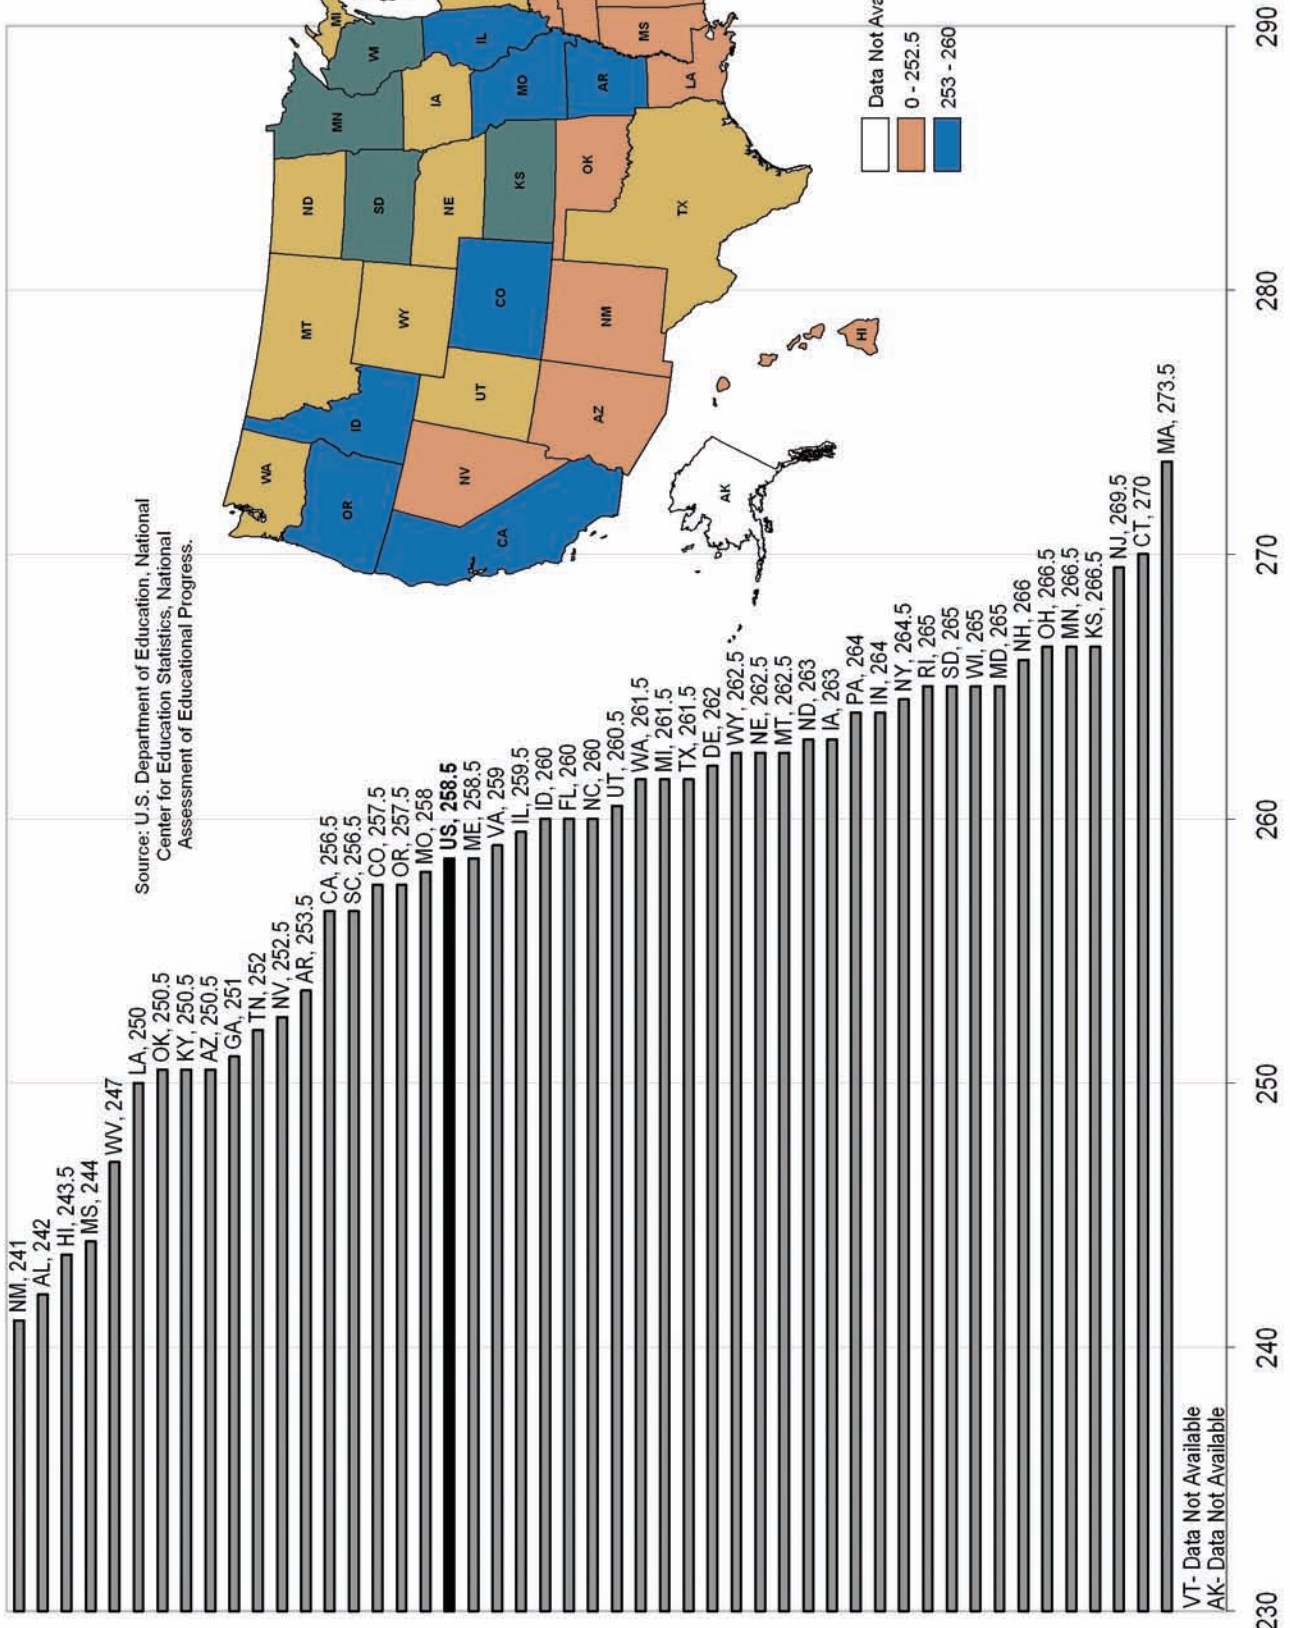 NM, 241
AL, 242
HI, 243.5
MS, 244
WV, 247
LA, 250
OK, 250.5
KY, 250.5
AZ, 250.5
GA, 251
TN, 252
NV, 252.5
AR, 253.5
CA, 256.5
SC, 256.5
CO, 257.5
OR, 257.5
MO, 258
US, 258.5
ME, 258.5
VA, 259
IL, 259.5
ID, 260
FL, 260
NC, 260
UT, 260.5
WA, 261.5
MI, 261.5
TX, 261.5
DE, 262
WY, 262.5
NE, 262.5
MT, 262.5
ND, 263
IA, 263
PA, 264
IN, 264
NY, 264.5
RI, 265
SD, 265
WI, 265
MD, 265
NH, 266
OH, 266.5
MN, 266.5
KS, 266.5
NJ, 269.5
CT, 270
MA, 273.5
VT- Data Not Available
AK- Data Not Available
230
240
250
260
270
280
290
Source: U.S. Department of Education, National
Center for Education Statistics, National
Assessment of Educational Progress.
WA
OR
CA
NV
ID
MT
WY
UT
AZ
CO
NM
ND
SD
NE
KS
OK
TX
MN
IA
MO
AR
LA
WI
IL
MS
MI
AK
HI
Data Not Ava
0 - 252.5
253 - 260